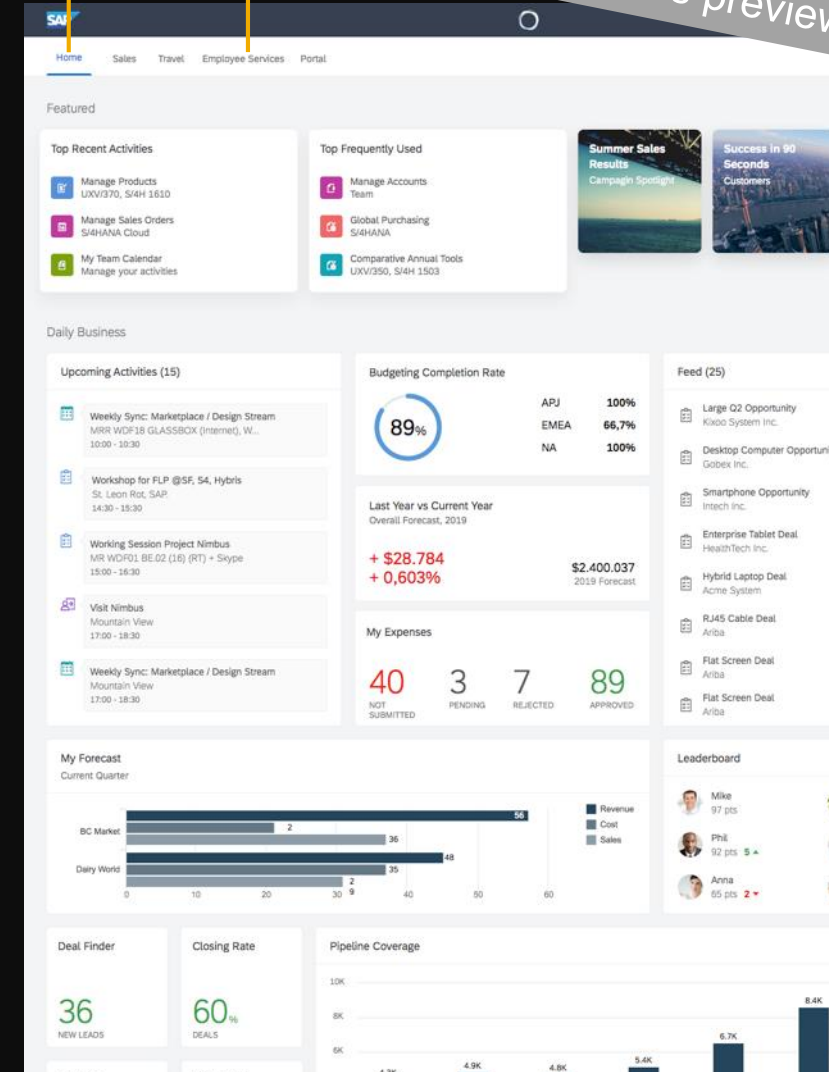 preview
SAP
Home Sales Travel Employee Services Portal
Featured
Top Recent Activities
Manage Products
UXV/370, S/4H 1610
Manage Sales Orders
S/4HANA Cloud
My Team Calendar
Manage your activities
Top Frequently Used
Manage Accounts
Team
Global Purchasing
S/4HANA
Comparative Annual Tools
UXV/350, S/4H 1503
Summer Sales
Results
Campagin Spotlight
Success in 90
Seconds
Customers
Daily Business
Upcoming Activities (15)
Weekly Sync: Marketplace / Design Stream
MRR WDF18 GLASSBOX (Internet), W...
10:00 - 10:30
Workshop for FLP @SF, S4, Hybris
St. Leon Rot, SAP.
14:30 - 15:30
Working Session Project Nimbus
MR WDF01 BE.02 (16) (RT) + Skype
15:00 - 16:30
Visit Nimbus
Mountain View
17:00 - 18:30
Weekly Sync: Marketplace / Design Stream
Mountain View
17:00 - 18:30
Budgeting Completion Rate
89%
APJ 100%
EMEA 66,7%
NA 100%
Last Year vs Current Year
Overall Forecast, 2019
+ $28.784
+ 0,603%
$2.400.037
2019 Forecast
My Expenses
40 3 7 89
NOT SUBMITTED PENDING REJECTED APPROVED
Feed (25)
Large Q2 Opportunity
Kixoo System Inc.
Desktop Computer Opportuni
Gobex Inc.
Smartphone Opportunity
Intech Inc.
Enterprise Tablet Deal
HealthTech Inc.
Hybrid Laptop Deal
Acme System
RJ45 Cable Deal
Ariba
Flat Screen Deal
Ariba
Flat Screen Deal
Ariba
My Forecast
Current Quarter
BC Market
56
2
36
Dairy World
48
35
2
9
0 10 20 30 40 50 60
Revenue
Cost
Sales
Leaderboard
Mike
97 pts
Phil
92 pts 5
Anna
65 pts 2
Deal Finder
36
NEW LEADS
Closing Rate
60%
DEALS
Pipeline Coverage
10K
8K
6K
4.9K 4.8K 5.4K 6.7K 8.4K